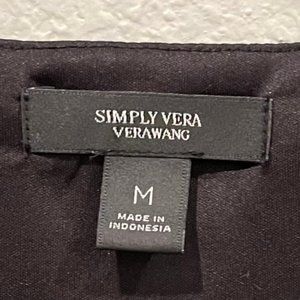 SIMPLY VERA
VERAWANG
M
MADE IN
INDONESIA